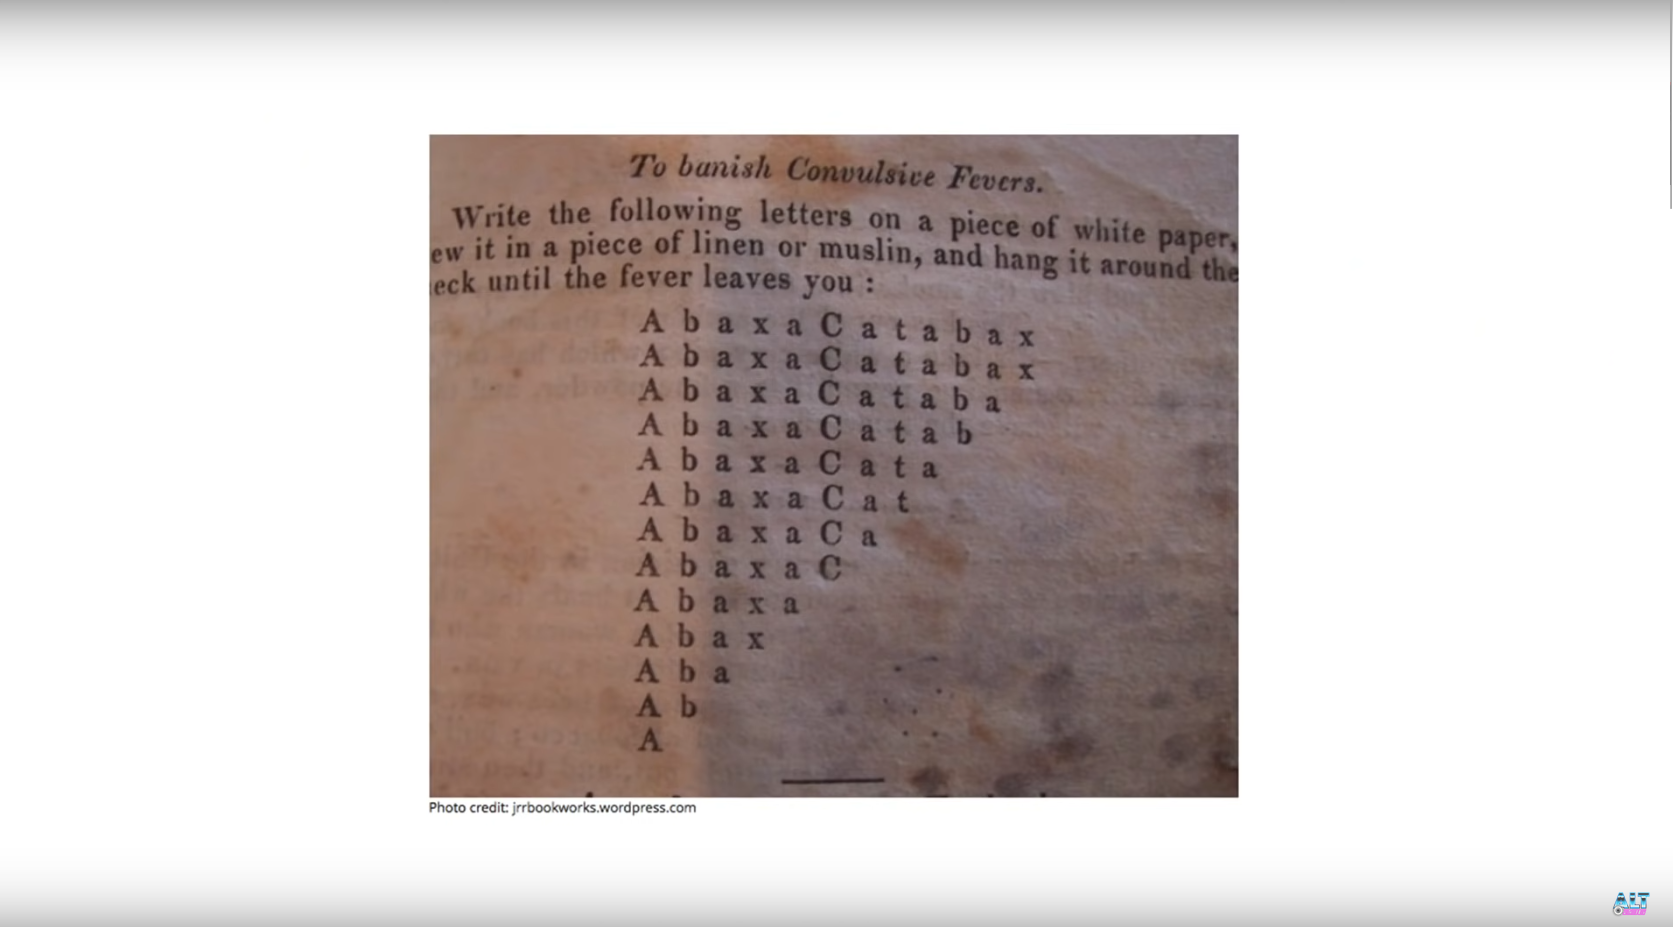 To banish Convulsive Fevers.
Write the following letters on a piece of white paper,
ew it in a piece of linen or muslin, and hang it around the
eck until the fever leaves you :
A b a x a C a t a b a x
A b a x a C a t a b a x
A b a x a C a t a b a
A b a x a C a t a b
A b a x a C a t a
A b a x a C a t
A b a x a C a
A b a x a C
A b a x a
A b a x
A b a
A b
A
Photo credit: jrrbookworks.wordpress.com
ALT